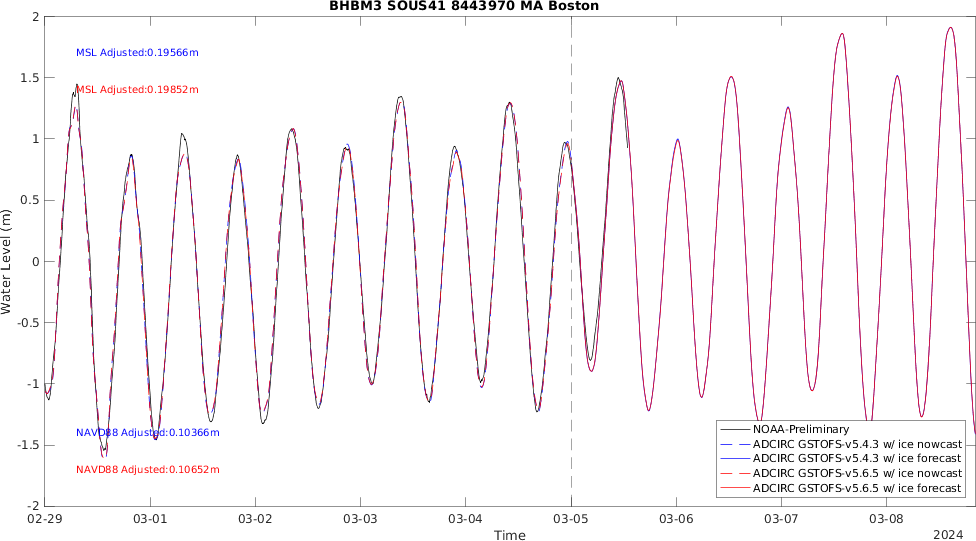 BHBM3 SOUS41 8443970 MA Boston
2
MSL Adjusted:0.19566m
1.5
MSL Adjusted:0.19852m
1
0.5
0
Water Level (m)
-0.5
-1
NAVD88 Adjusted:0.10366m
-1.5
NAVD88 Adjusted:0.10652m
-2
NOAA-Preliminary
ADCIRC GSTOFS-v5.4.3 w/ ice nowcast
ADCIRC GSTOFS-v5.4.3 w/ ice forecast
ADCIRC GSTOFS-v5.6.5 w/ ice nowcast
ADCIRC GSTOFS-v5.6.5 w/ ice forecast
02-29 03-01 03-02 03-03 03-04 03-05 03-06 03-07 03-08
Time
2024